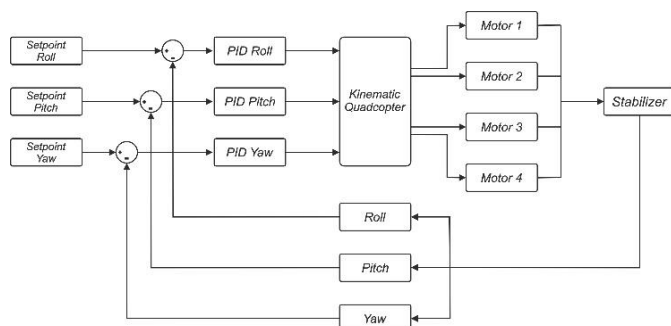 Setpoint
Roll
PID Roll
Motor 1
Setpoint
Pitch
PID Pitch
Kinematic
Quadcopter
Motor 2
Stabilizer
Setpoint
Yaw
PID Yaw
Motor 3
Motor 4
Roll
Pitch
Yaw